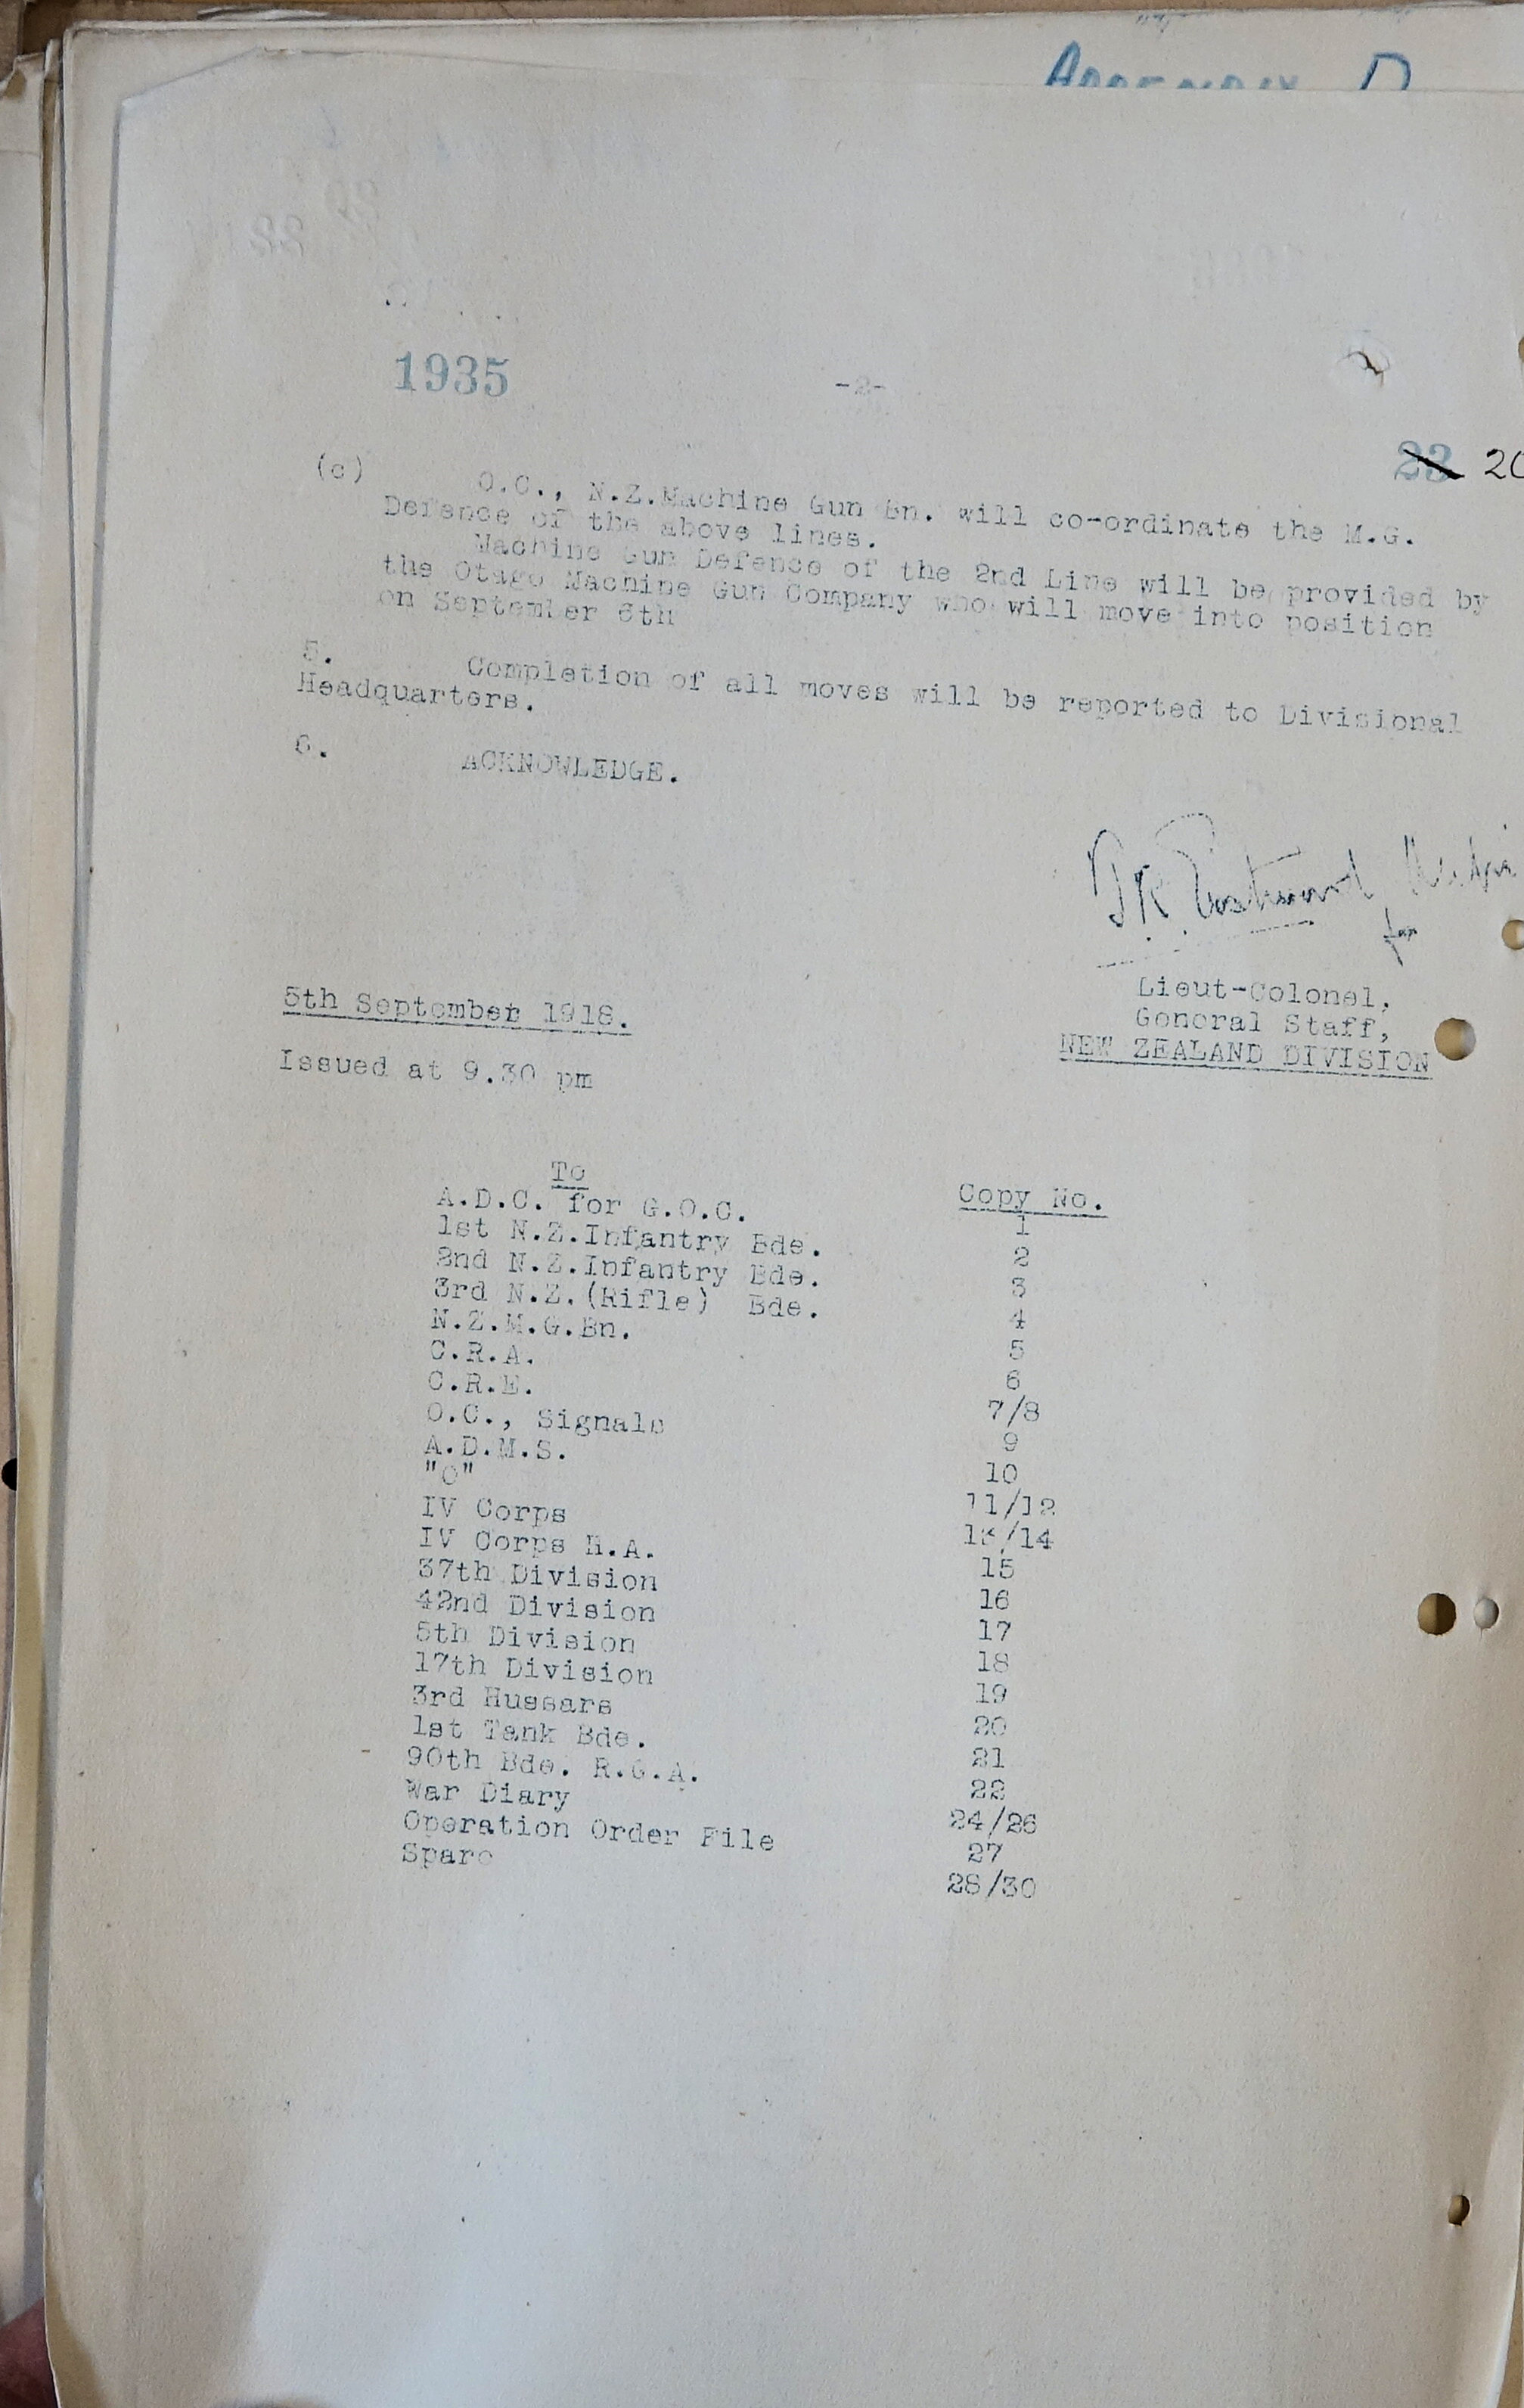 APPENDIX D
1935
-2-
23 20
(c) O.C., N.Z.Machine Gun Bn. will co-ordinate the M.G.
Defence of the above lines.
Machine Gun Defence of the 2nd Line will be provided by
the Otago Machine Gun Company who will move into position
on September 6th
5. Completion of all moves will be reported to Divisional
Headquarters.
6. ACKNOWLEDGE.
T R Eastwood
for
Lieut-Colonel,
General Staff,
NEW ZEALAND DIVISION
5th September 1918.
Issued at 9.30 pm
To Copy No.
A.D.C. for G.O.C. 1
1st N.Z.Infantry Bde. 2
2nd N.Z.Infantry Bde. 3
3rd N.Z.(Rifle) Bde. 4
N.Z.M.G.Bn. 5
C.R.A. 6
C.R.E. 7/8
O.C., Signals 9
A.D.M.S. 10
11/12
IV Corps 13/14
IV Corps H.A. 15
37th Division 16
42nd Division 17
5th Division 18
17th Division 19
3rd Hussars 20
1st Tank Bde. 21
90th Bde. R.G.A. 22
War Diary 24/26
Operation Order File 27
Spare 28/30